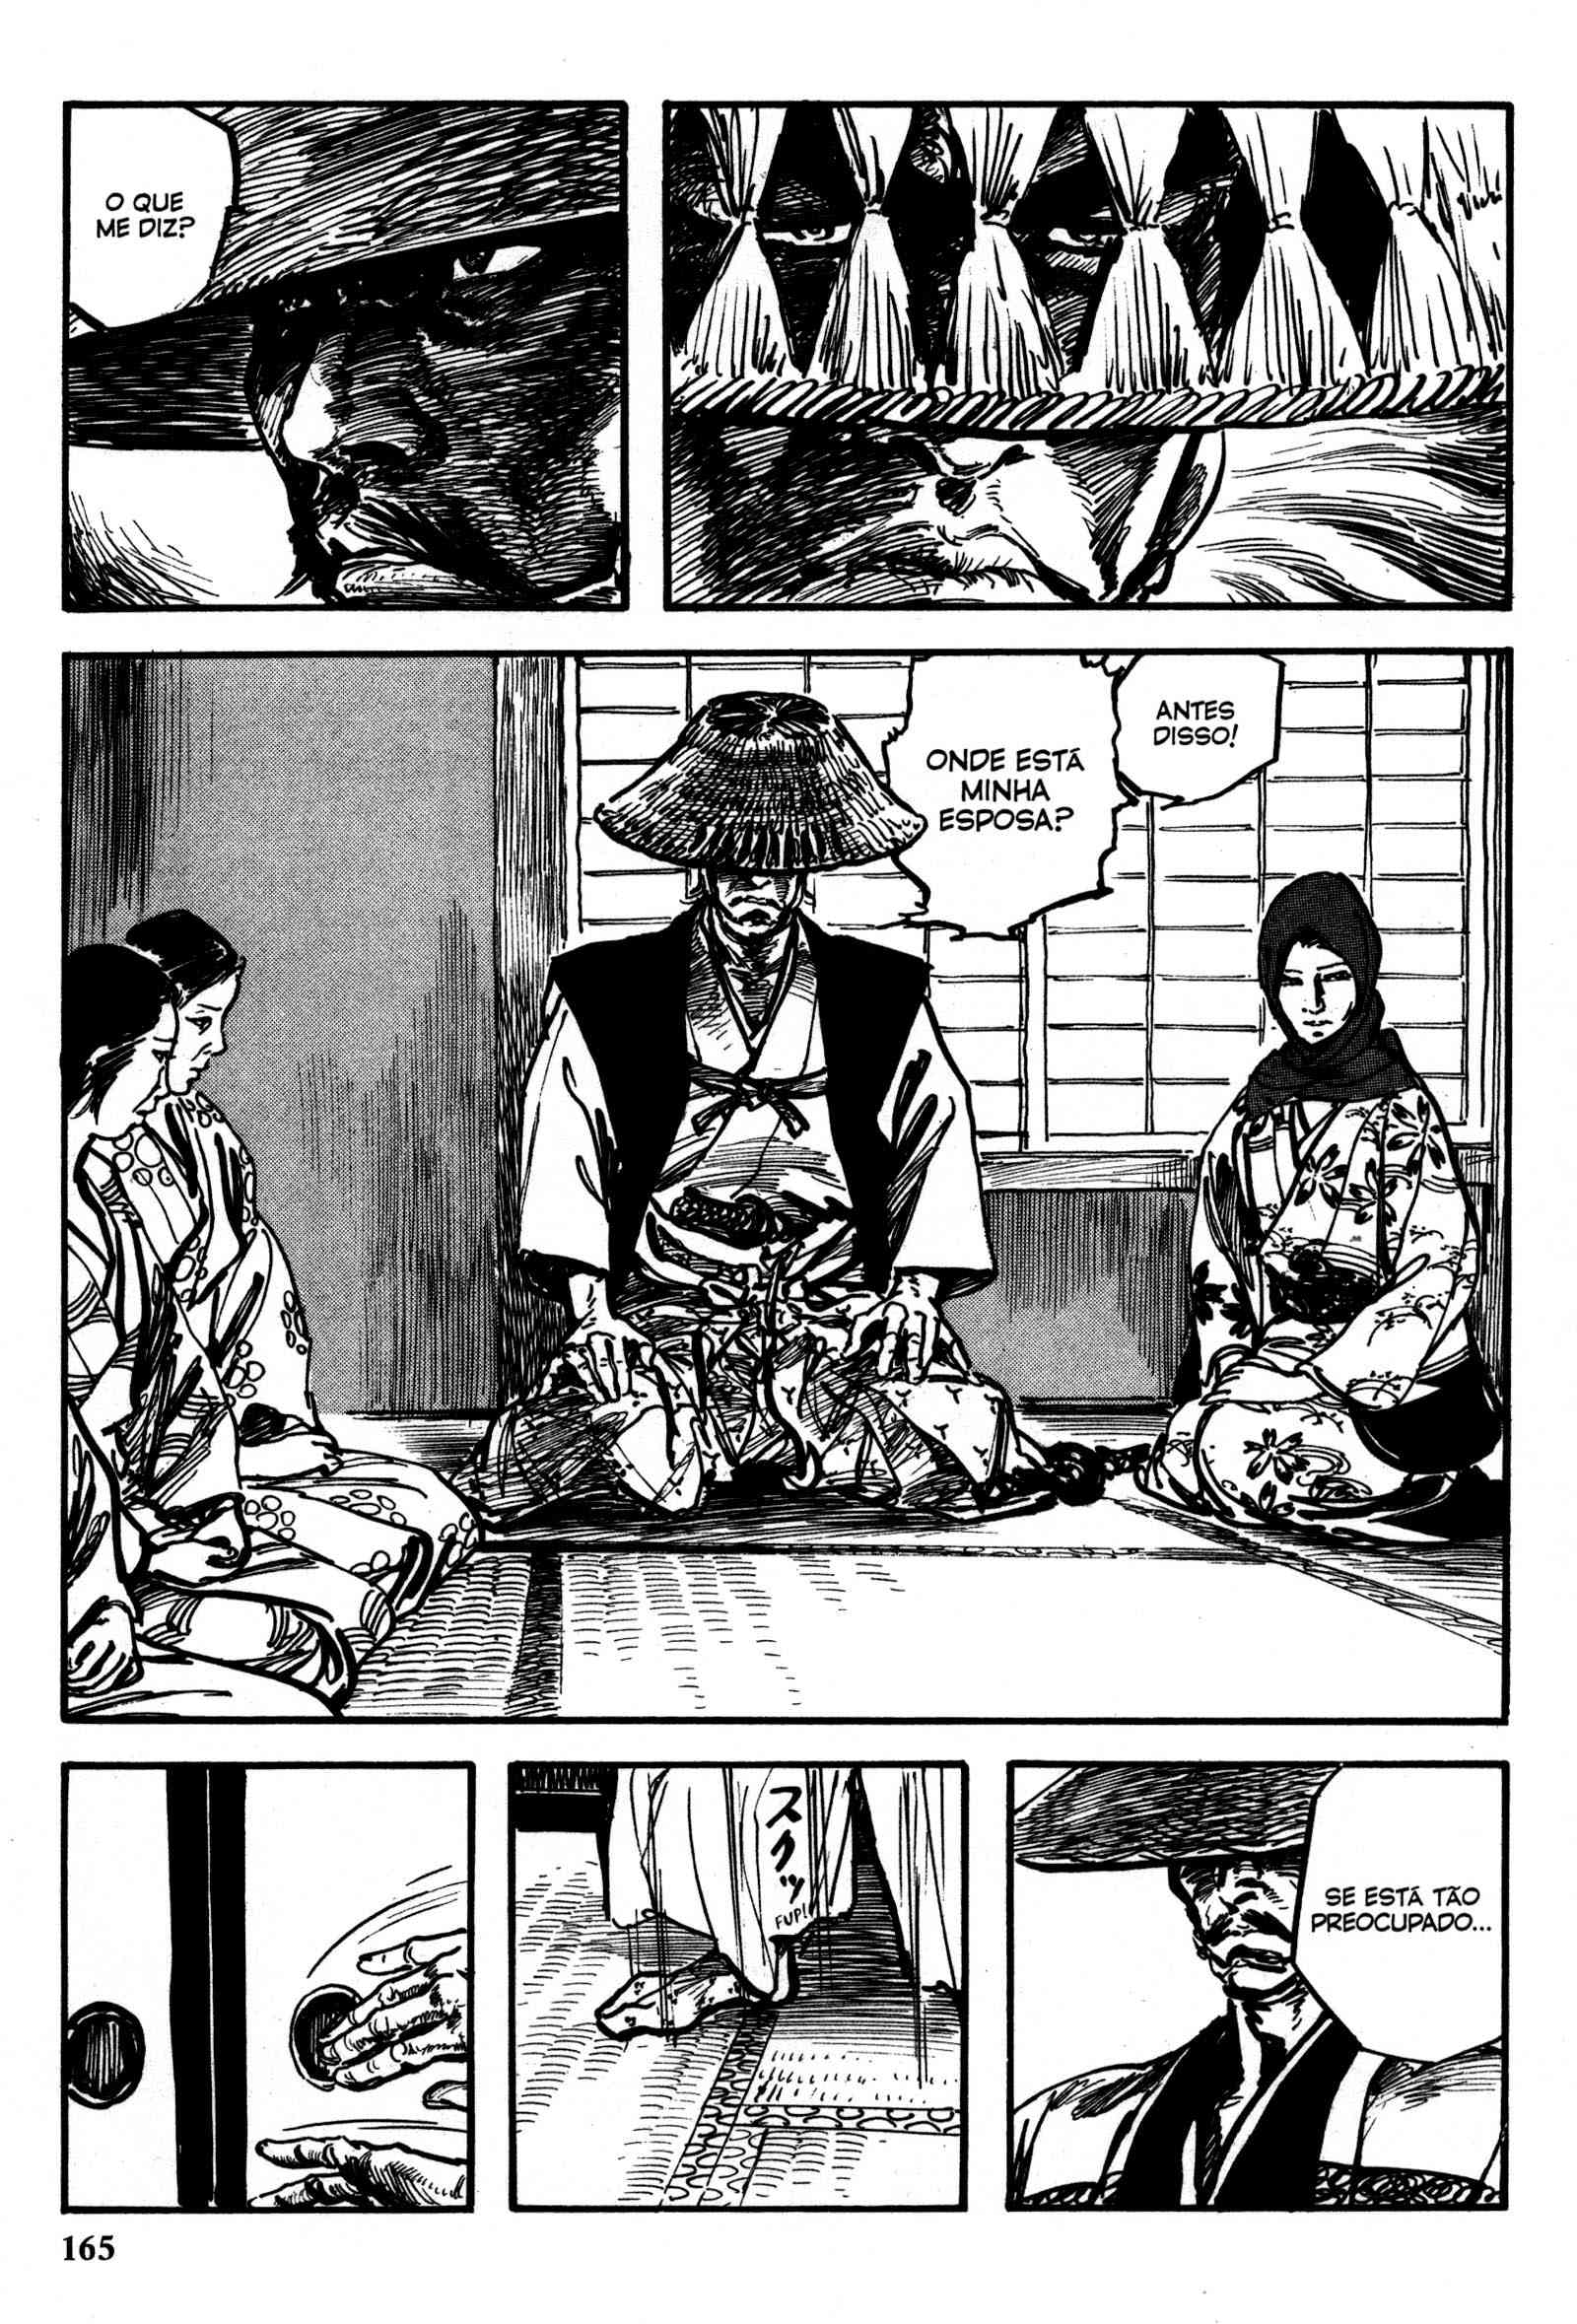 O QUE
ME DIZ?
ANTES
DISSO!
ONDE ESTÁ
MINHA
ESPOSA?
SE ESTÁ TÃO
PREOCUPADO...
スクッ
FUP!
165